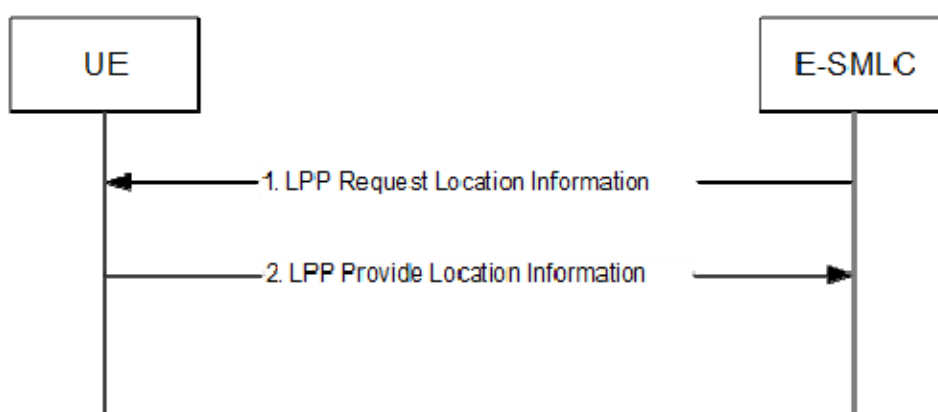 UE
E-SMLC
1. LPP Request Location Information
2. LPP Provide Location Information